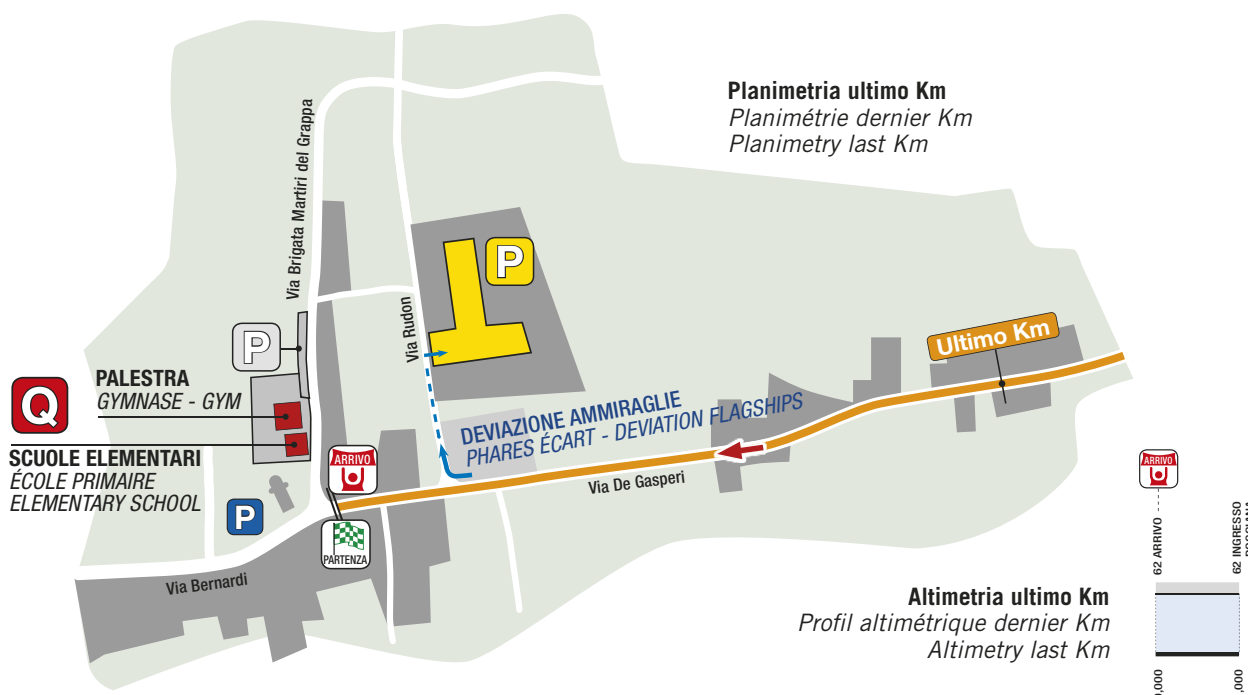 Planimetria ultimo Km
Planimétrie dernier Km
Planimetry last Km
Via Brigata Martiri del Grappa
P
Via Rudon
P
Ultimo Km
Q
PALESTRA
GYMNASE - GYM
SCUOLE ELEMENTARI
ÉCOLE PRIMAIRE
ELEMENTARY SCHOOL
DEVIAZIONE AMMIRAGLIE
PHARES ÉCART - DEVIATION FLAGSHIPS
ARRIVO
Via De Gasperi
P
PARTENZA
Via Bernardi
ARRIVO
62 ARRIVO
62 INGRESSO
Altimetria ultimo Km
Profil altimétrique dernier Km
Altimetry last Km